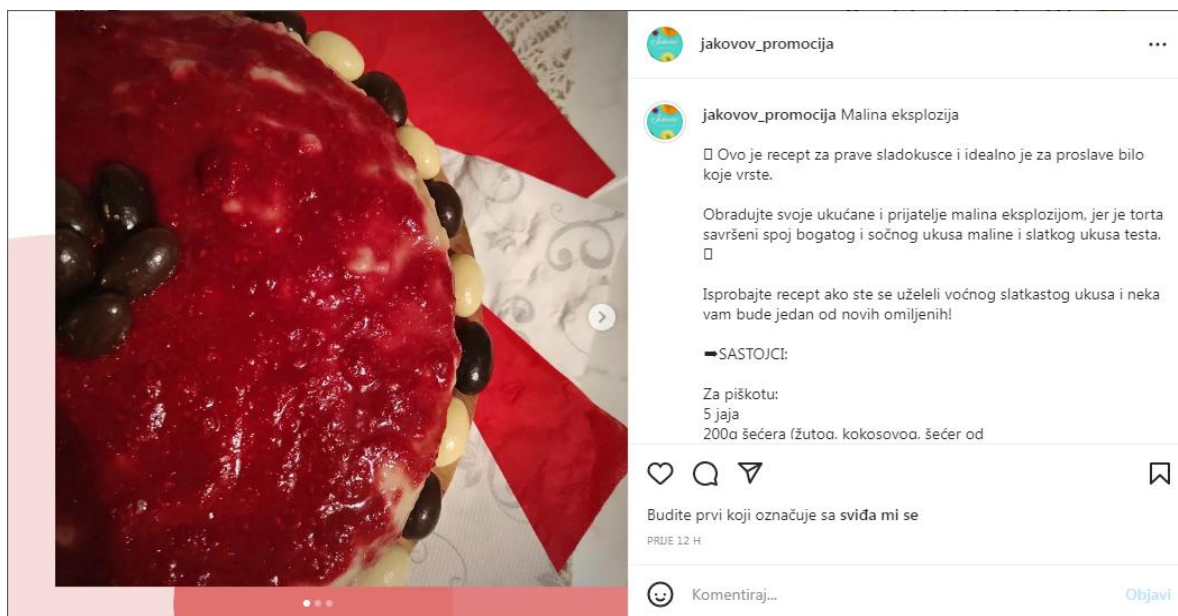 jakovov_promocija
jakovov_promocija Malina eksplozija
Ovo je recept za prave sladokusce i idealno je za proslave bilo
koje vrste.
Obradujte svoje ukućane i prijatelje malina eksplozijom, jer je torta
savršeni spoj bogatog i sočnog ukusa maline i slatkog ukusa testa.
Isprobajte recept ako ste se uželeli voćnog slatkastog ukusa i neka
vam bude jedan od novih omiljenih!
➡SASTOJCI:
Za piškotu:
5 jaja
200g šećera (žutog, kokosovog, šećer od
Budite prvi koji označuje sa sviđa mi se
PRIJE 12 H
Komentiraj...
Objavi